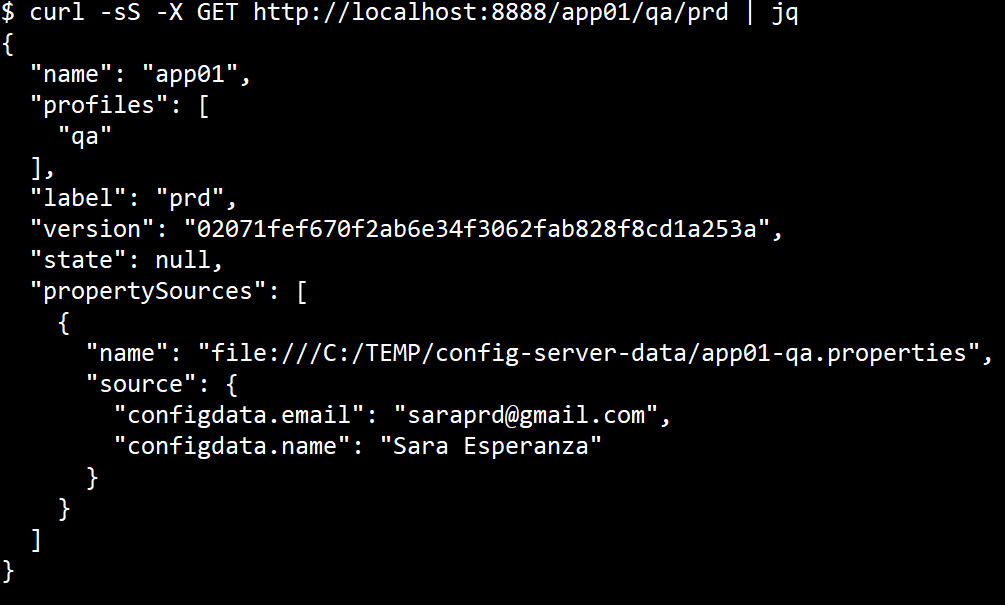 $ curl -sS -X GET http://localhost:8888/app01/qa/prd | jq
{
  "name": "app01",
  "profiles": [
    "qa"
  ],
  "label": "prd",
  "version": "02071fef670f2ab6e34f3062fab828f8cd1a253a",
  "state": null,
  "propertySources": [
    {
      "name": "file:///C:/TEMP/config-server-data/app01-qa.properties",
      "source": {
        "configdata.email": "saraprd@gmail.com",
        "configdata.name": "Sara Esperanza"
      }
    }
  ]
}